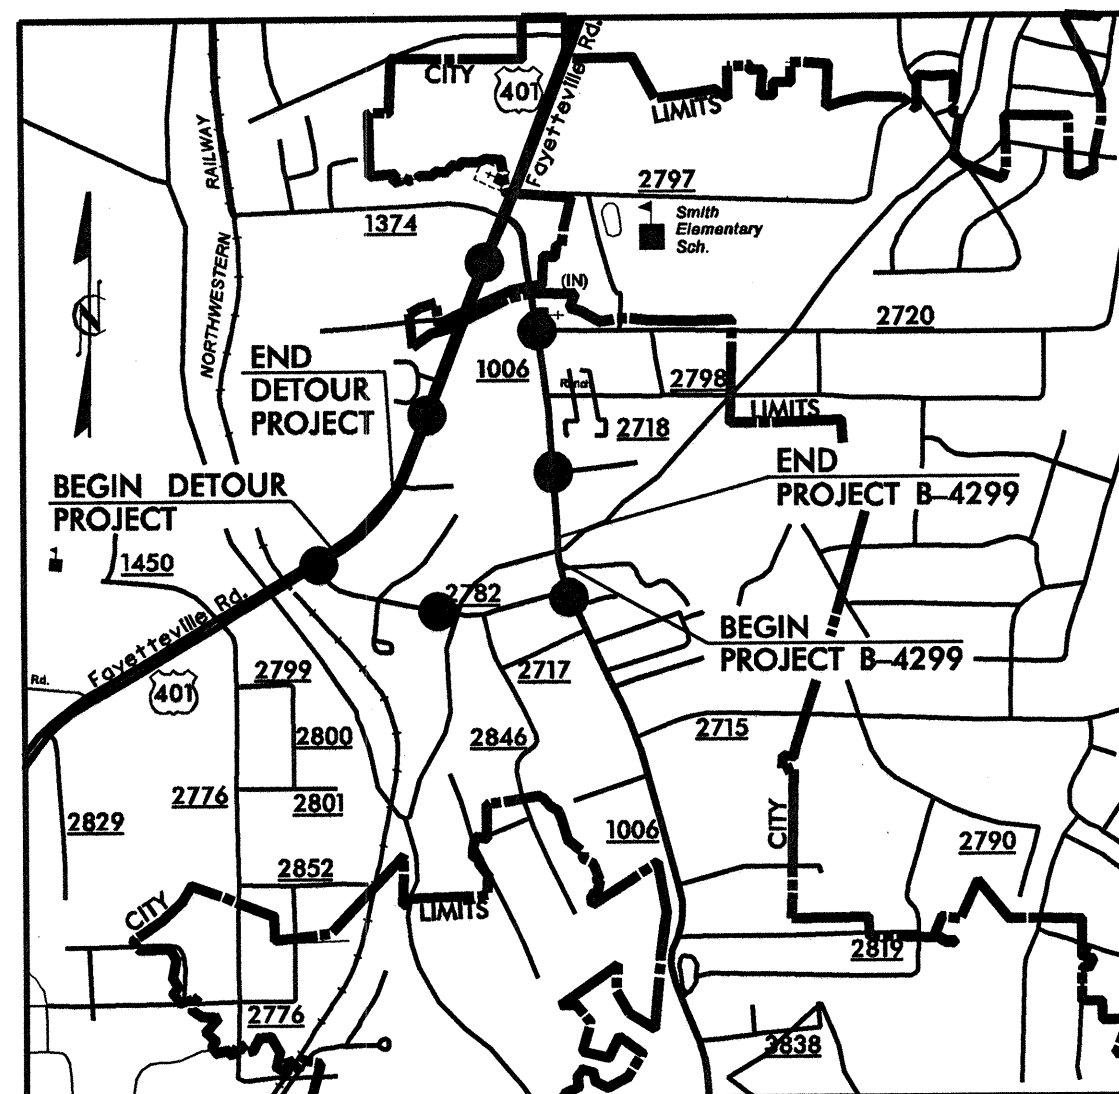 Fayetteville Rd.
CITY
401
LIMITS
RAILWAY
2797
1374
Smith
Elementary
Sch.
NORTHWESTERN
(IN)
2720
END
DETOUR
PROJECT
1006
2798
LIMITS
2718
END
PROJECT B-4299
BEGIN DETOUR
PROJECT
1450
2782
Fayetteville Rd.
BEGIN
PROJECT B-4299
Rd.
401
2799
2717
2715
2800
2846
2776
2801
2829
CITY
1006
2790
2852
CITY
LIMITS
2819
2776
3838